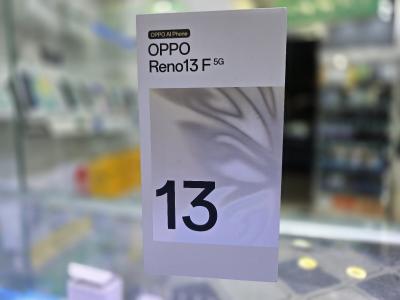 OPPO AI Phone
OPPO
Reno13 F 5G
13